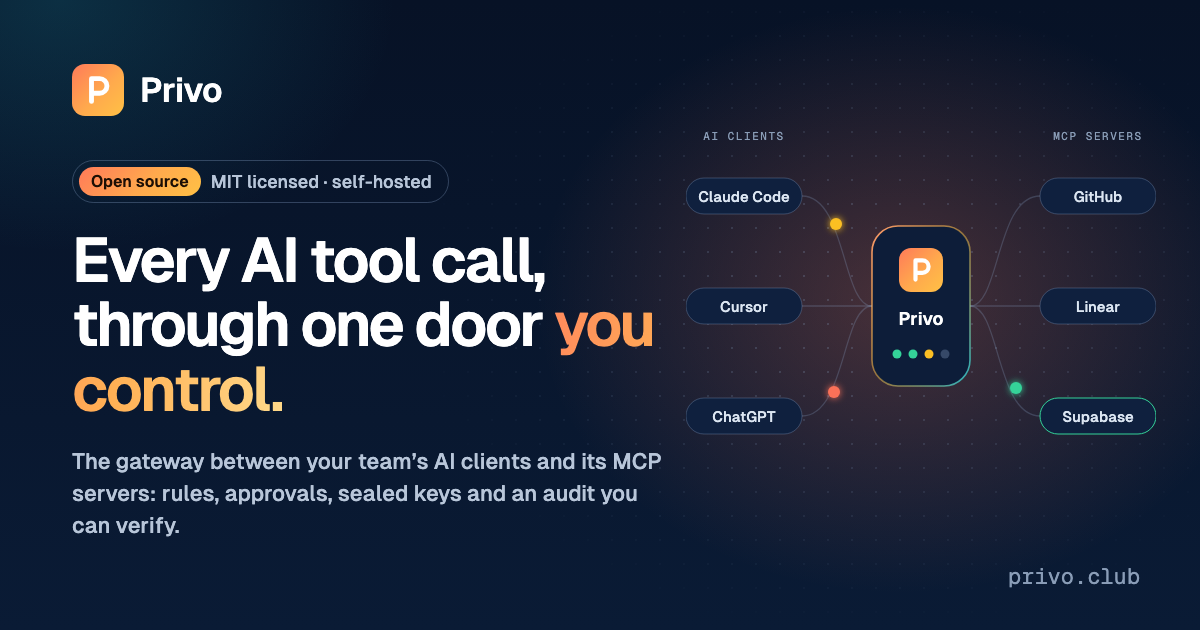 Privo
Open source MIT licensed · self-hosted
Every AI tool call,
through one door you
control.
The gateway between your team’s AI clients and its MCP
servers: rules, approvals, sealed keys and an audit you
can verify.
AI CLIENTS
MCP SERVERS
Claude Code
GitHub
P
Privo
Cursor
Linear
ChatGPT
Supabase
privo.club